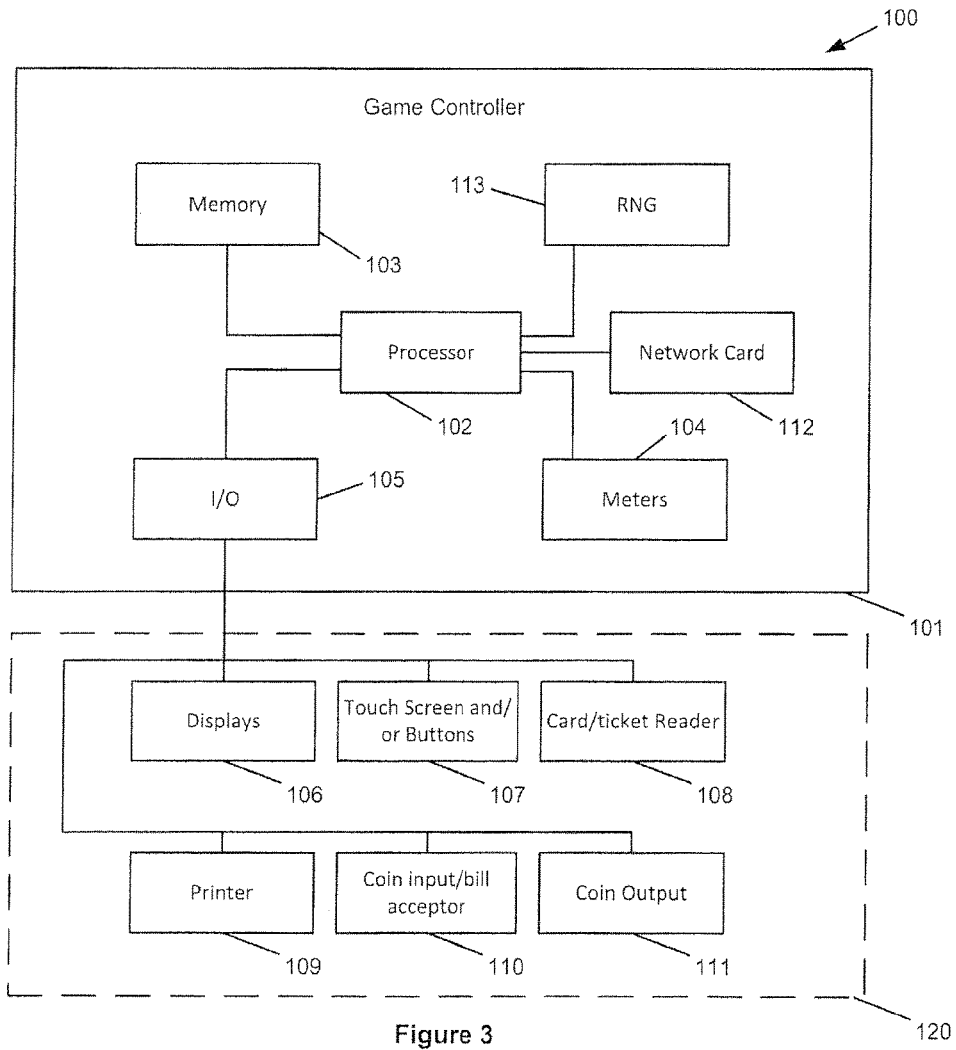 100
Game Controller
Memory
113
RNG
103
Processor
Network Card
102
104
112
I/O
105
Meters
101
Displays
Touch Screen and/
or Buttons
Card/ticket Reader
106
107
108
Printer
Coin input/bill
acceptor
Coin Output
109
110
111
120
Figure 3